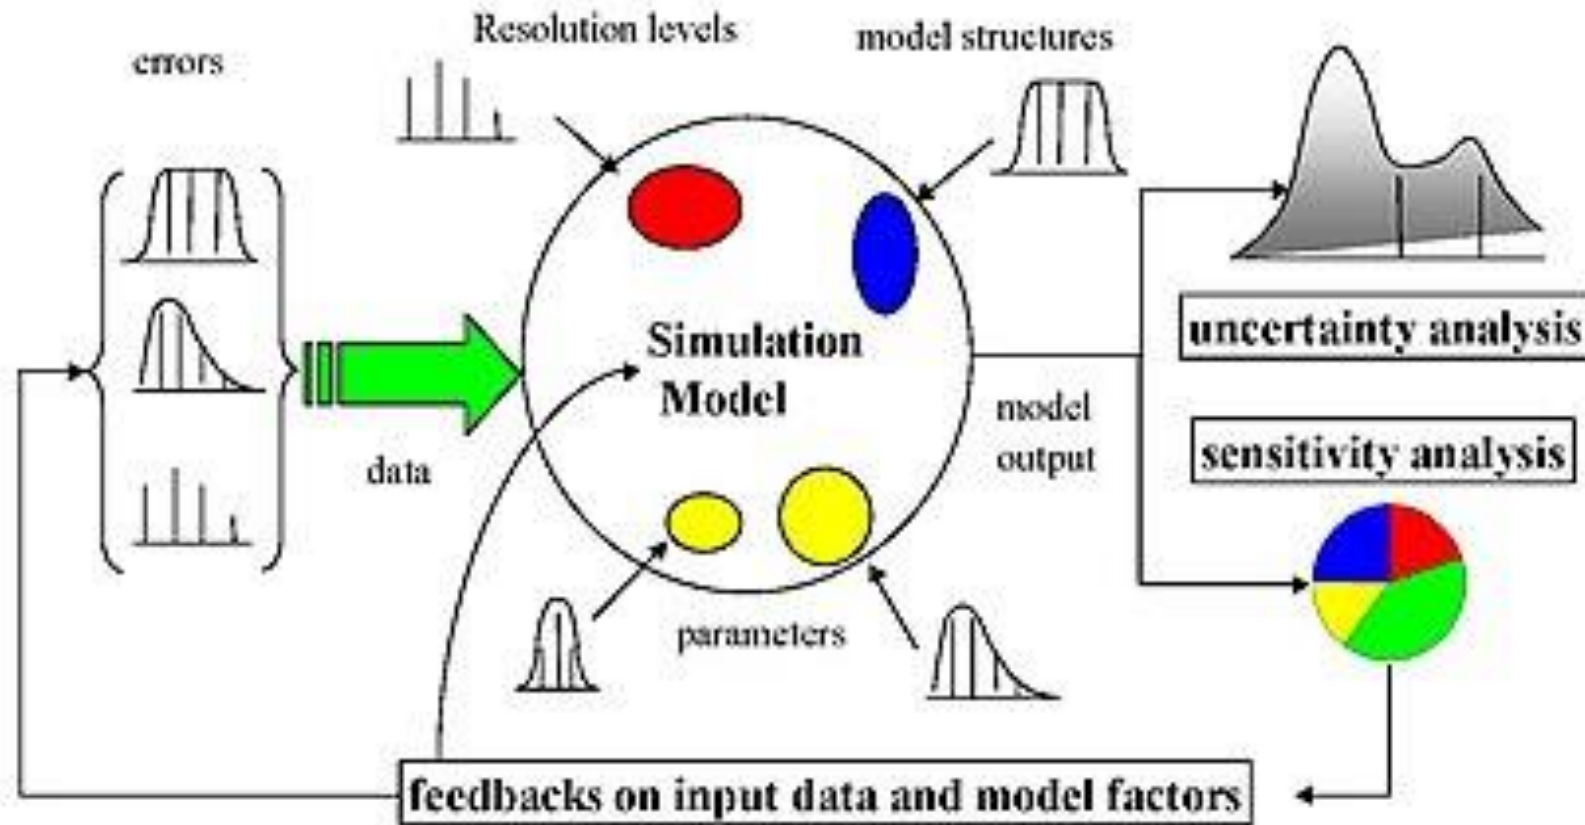 errors
Resolution levels
model structures
uncertainty analysis
Simulation
Model
model
output
sensitivity analysis
data
parameters
feedbacks on input data and model factors